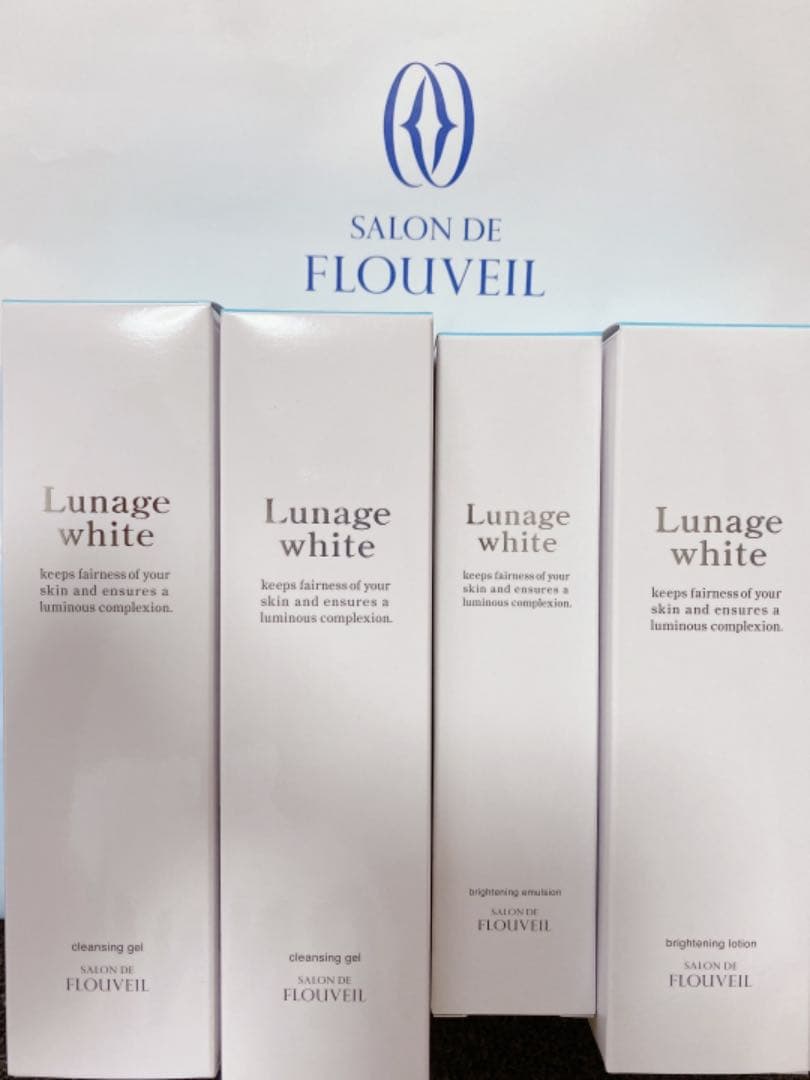 SALON DE
FLOUVEIL
Lunage
white
keeps fairness of your
skin and ensures a
luminous complexion.
cleansing gel
SALON DE
FLOUVEIL
Lunage
white
keeps fairness of your
skin and ensures a
luminous complexion.
cleansing gel
SALON DE
FLOUVEIL
Lunage
white
keeps fairness of your
skin and ensures a
luminous complexion.
brightening emulsion
SALON DE
FLOUVEIL
Lunage
white
keeps fairness of your
skin and ensures a
luminous complexion.
brightening lotion
SALON DE
FLOUVEIL